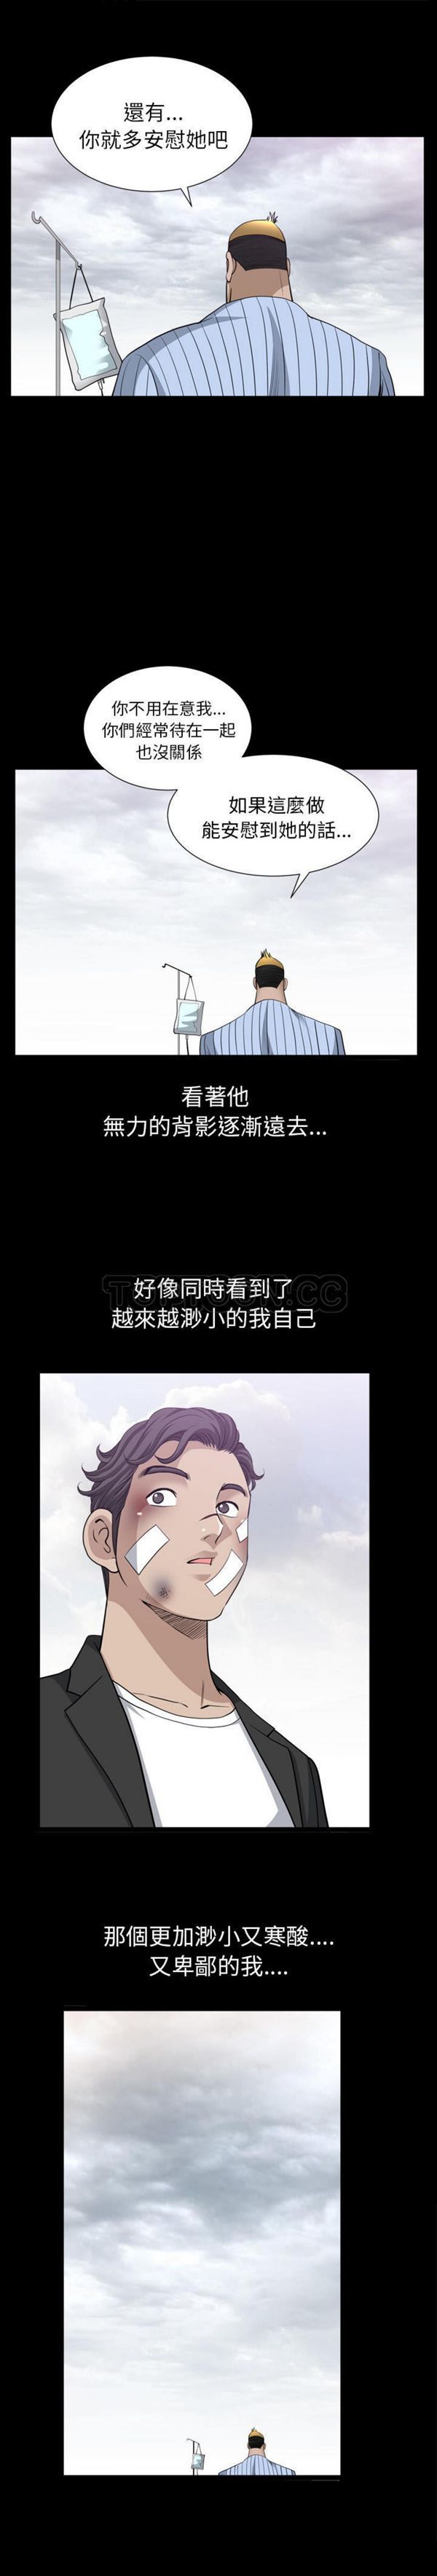 還有...
你就多安慰她吧
你不用在意我...
你們經常待在一起
也沒關係
如果這麼做
能安慰到她的話...
看著他
無力的背影逐漸遠去...
好像同時看到了
TOPTOON.CC
越來越渺小的我自己
那個更加渺小又寒酸....
又卑鄙的我....